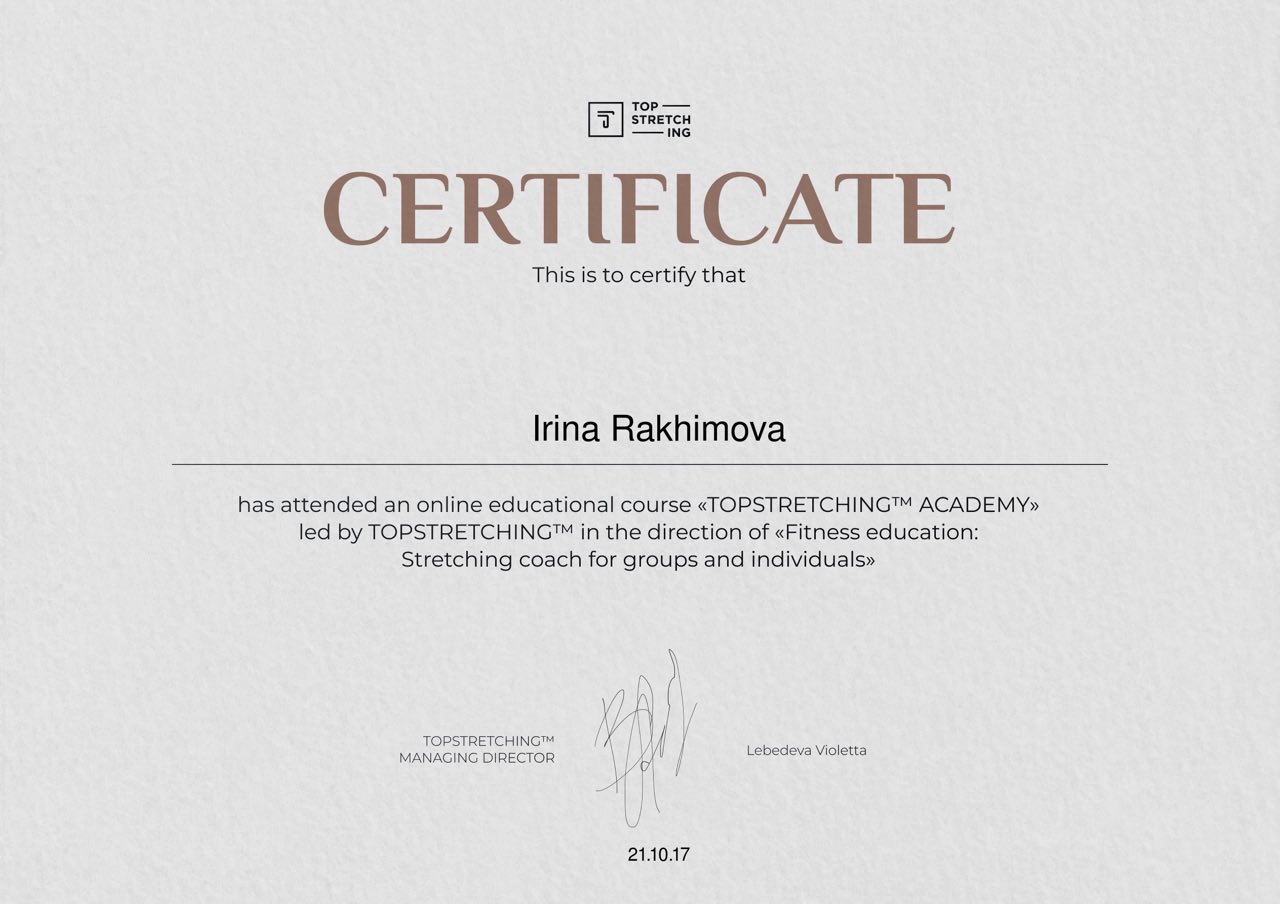 TOP
STRETCH
ING
CERTIFICATE
This is to certify that
Irina Rakhimova
has attended an online educational course «TOPSTRETCHING™ ACADEMY»
led by TOPSTRETCHING™ in the direction of «Fitness education:
Stretching coach for groups and individuals»
TOPSTRETCHING™
MANAGING DIRECTOR
Lebedeva Violetta
21.10.17